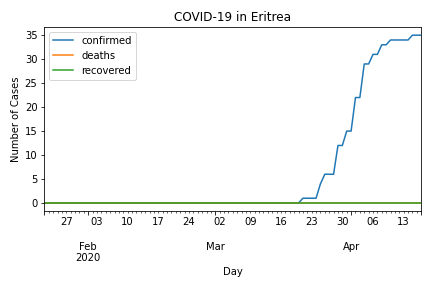 COVID-19 in Eritrea
confirmed
deaths
recovered
Number of Cases
35
30
25
20
15
10
5
0
27 03 10 17 24 02 09 16 23 30 06 13
Feb Mar Apr
2020
Day